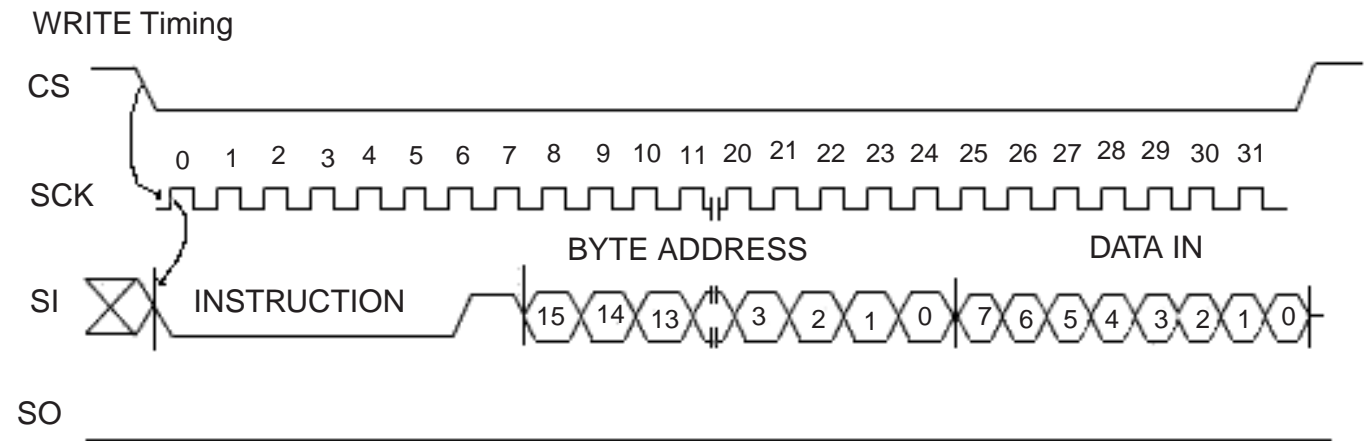 WRITE Timing
CS
0 1 2 3 4 5 6 7 8 9 10 11 20 21 22 23 24 25 26 27 28 29 30 31
SCK
BYTE ADDRESS DATA IN
SI INSTRUCTION 15 14 13 3 2 1 0 7 6 5 4 3 2 1 0
SO